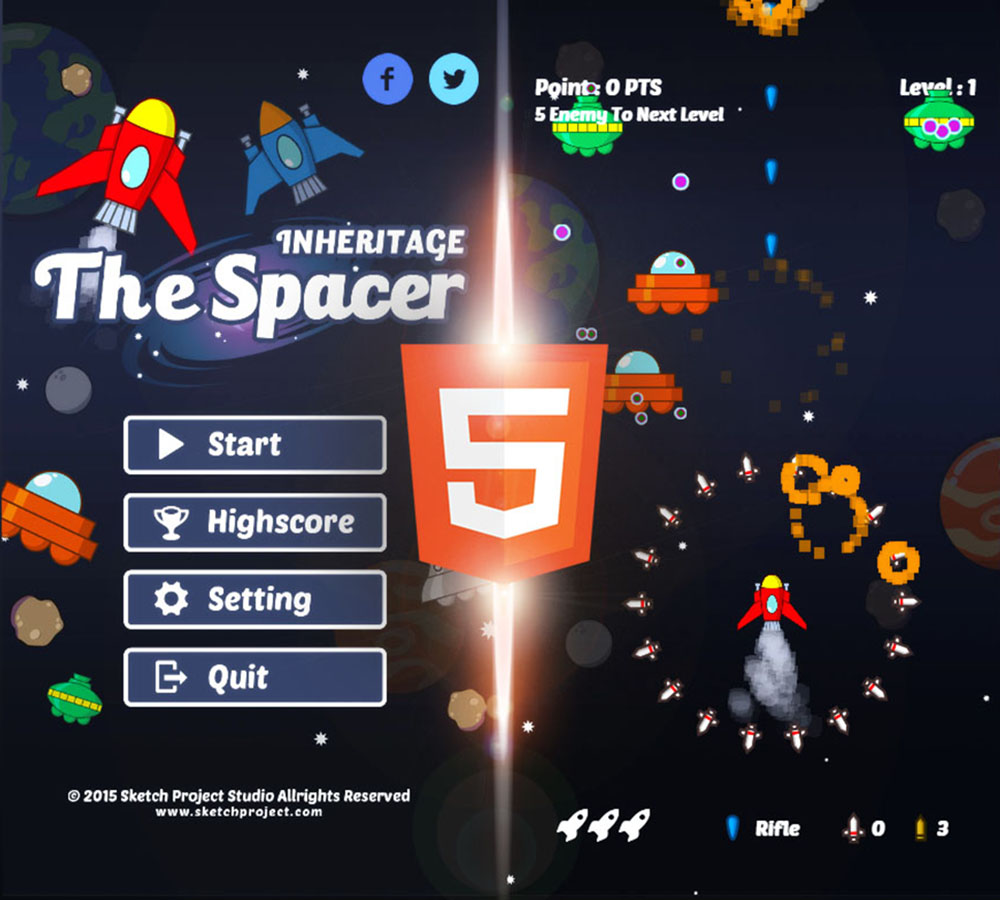 INHERITAGE
The Spacer
Start
Highscore
Setting
Quit
© 2015 Sketch Project Studio Allrights Reserved
www.sketchproject.com
5
Point : 0 PTS
Level : 1
5 Enemy To Next Level
Rifle
0
3